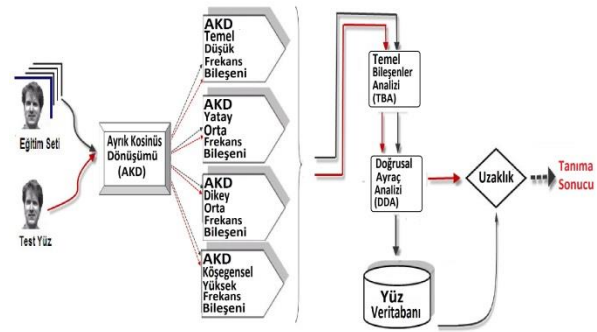 Eğitim Seti
Test Yüz
Ayrık Kosinüs
Dönüşümü
(AKD)
AKD
Temel
Düşük
Frekans
Bileşeni
AKD
Yatay
Orta
Frekans
Bileşeni
AKD
Dikey
Orta
Frekans
Bileşeni
AKD
Köşegensel
Yüksek
Frekans
Bileşeni
Temel
Bileşenler
Analizi
(TBA)
Doğrusal
Ayraç
Analizi
(DDA)
Yüz
Veritabanı
Uzaklık
Tanıma
Sonucu